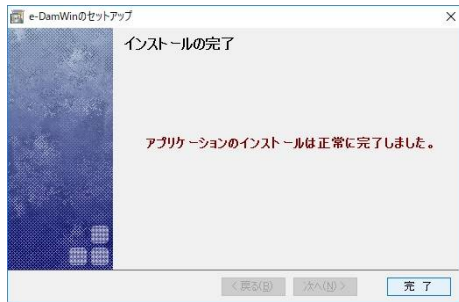 e-DamWinのセットアップ
インストールの完了
アプリケーションのインストールは正常に完了しました。
< 戻る(B) 次へ(N) > 完 了